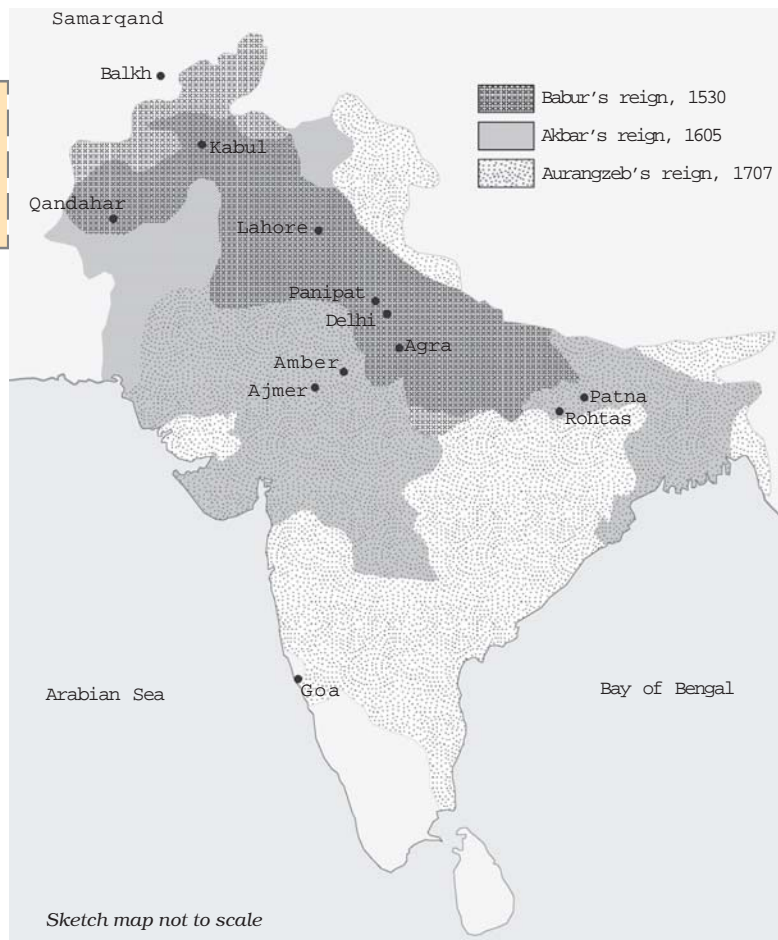 Samarqand
Balkh
Babur's reign, 1530
Akbar's reign, 1605
Kabul
Aurangzeb's reign, 1707
Qandahar
Lahore
Panipat
Delhi
Agra
Amber
Ajmer
Patna
Rohtas
Goa
Arabian Sea
Bay of Bengal
Sketch map not to scale